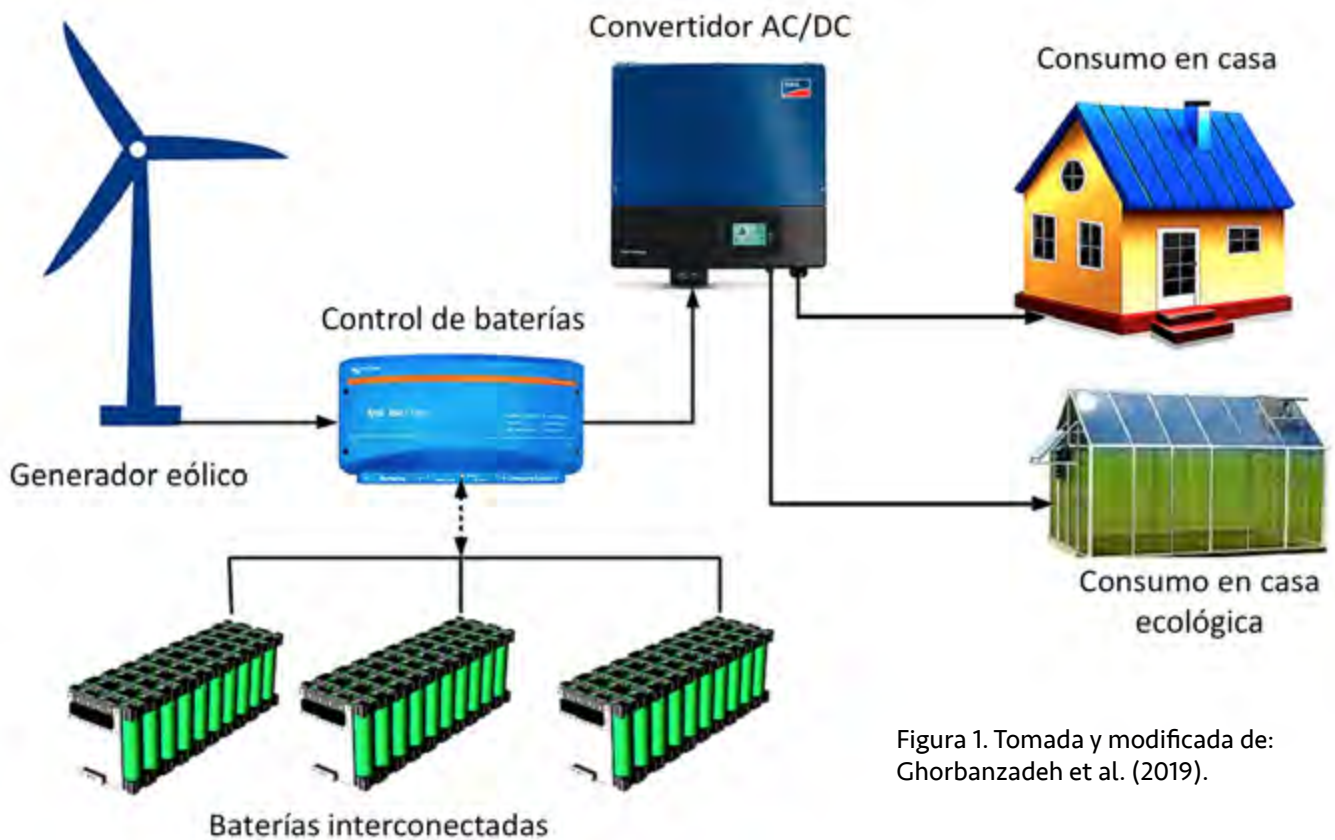 Convertidor AC/DC
Consumo en casa
Control de baterías
Generador eólico
Consumo en casa
ecológica
Figura 1. Tomada y modificada de:
Ghorbanzadeh et al. (2019).
Baterías interconectadas